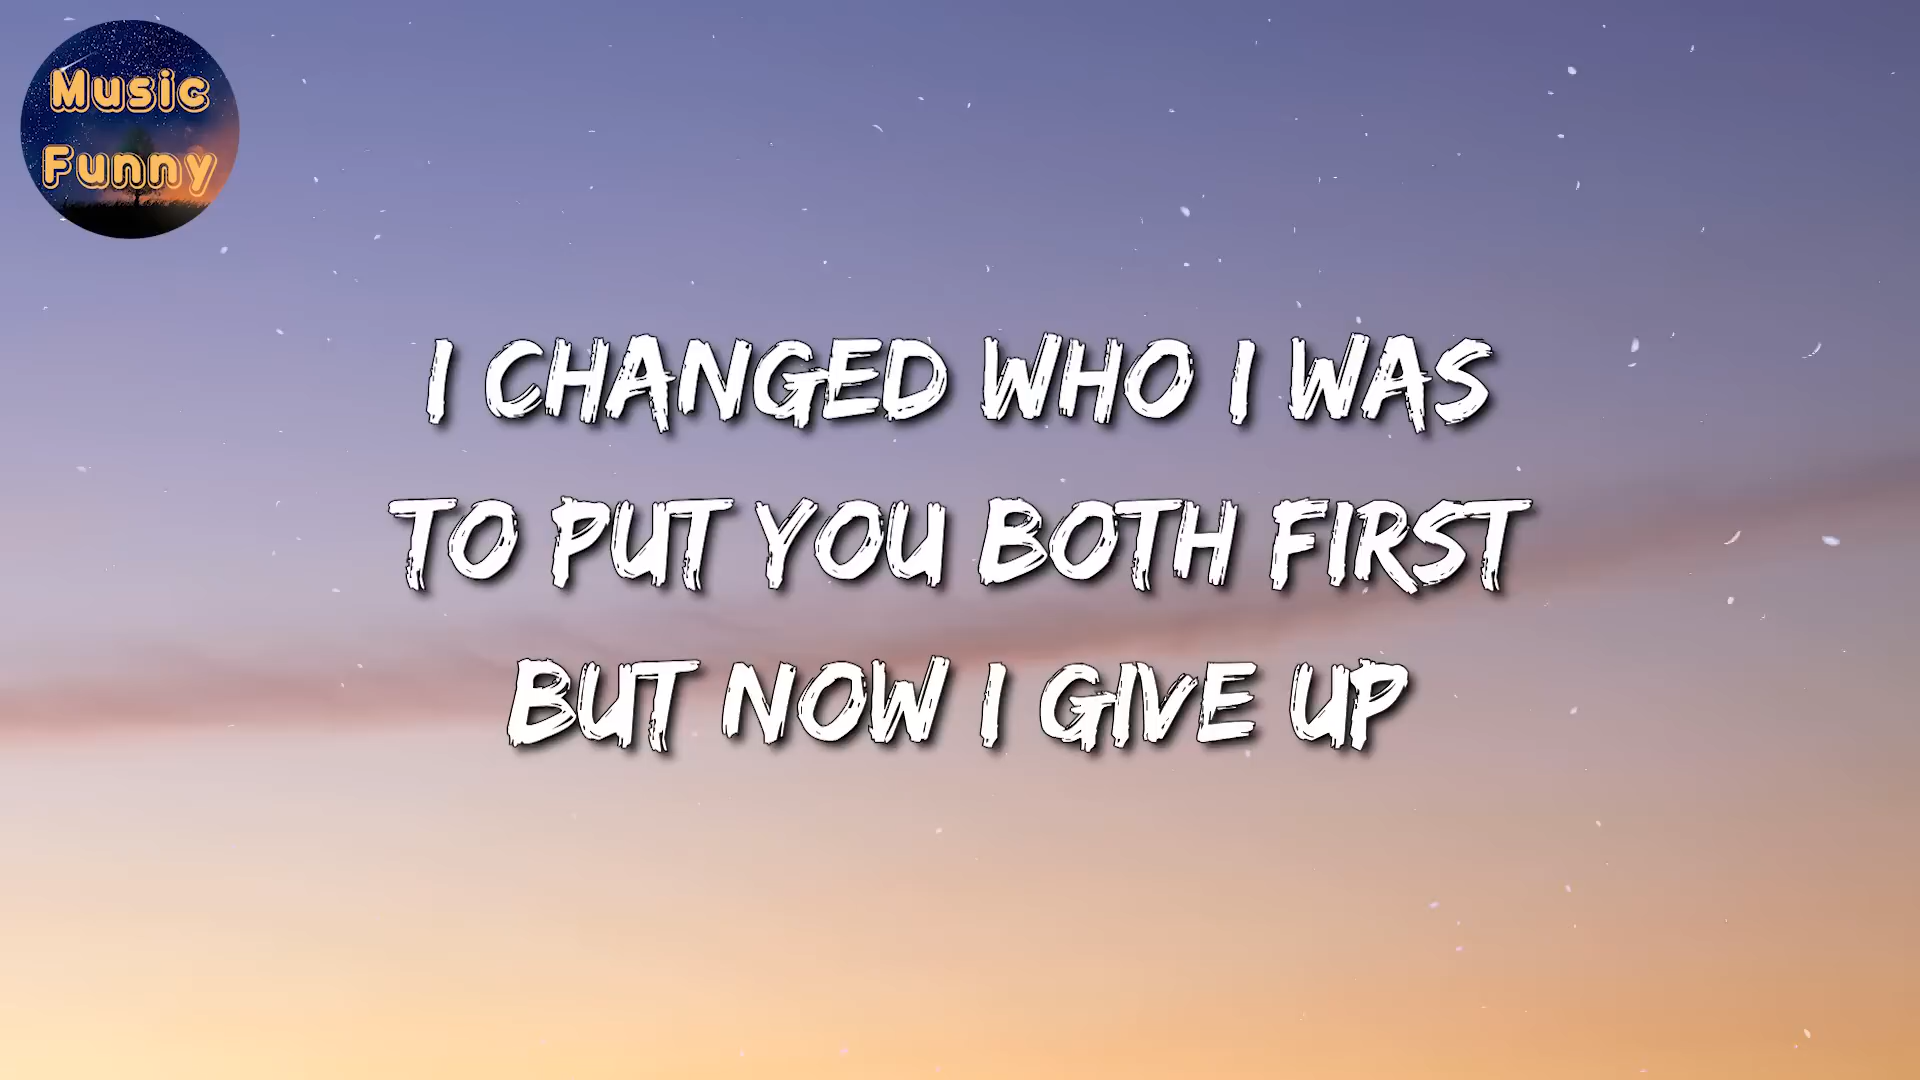 Music
Funny
I CHANGED WHO I WAS
TO PUT YOU BOTH FIRST
BUT NOW I GIVE UP